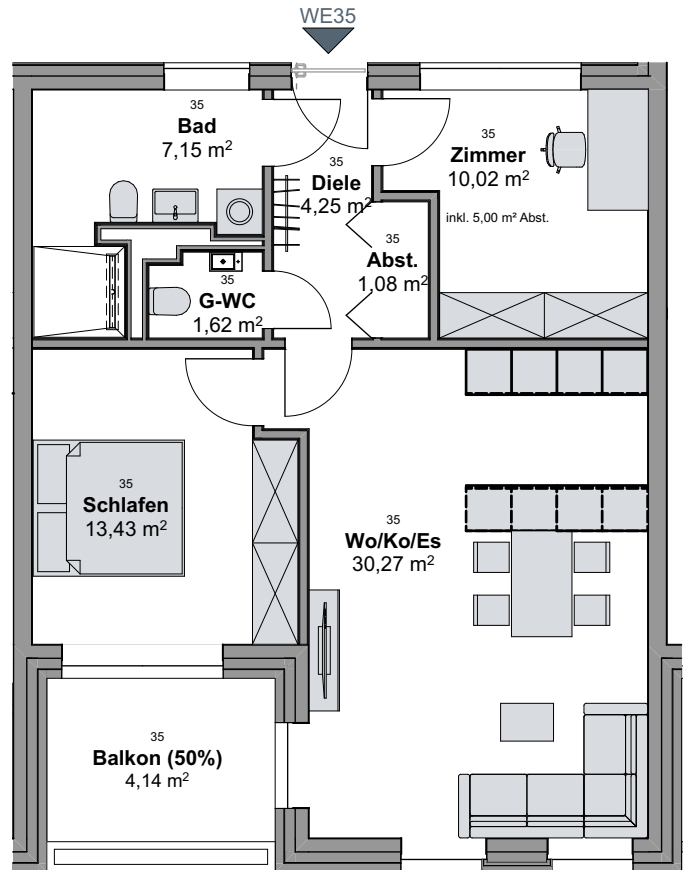 WE35
35
Bad
7,15 m²
35
Diele
4,25 m²
35
Zimmer
10,02 m²
inkl. 5,00 m² Abst.
35
Abst.
1,08 m²
35
G-WC
1,62 m²
35
Schlafen
13,43 m²
35
Wo/Ko/Es
30,27 m²
35
Balkon (50%)
4,14 m²